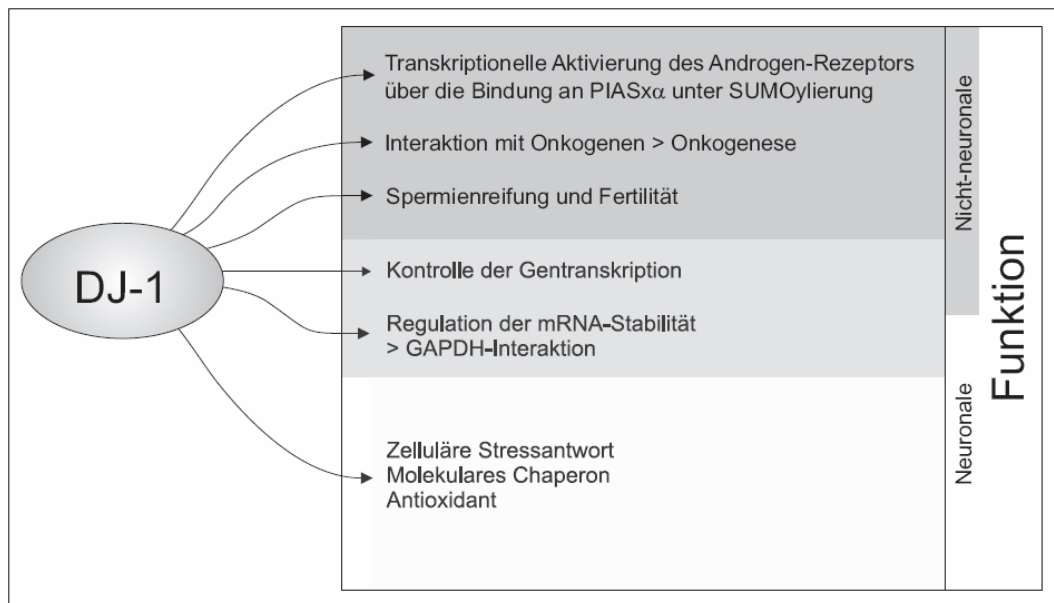 DJ-1
Transkriptionelle Aktivierung des Androgen-Rezeptors
über die Bindung an PIASxα unter SUMOylierung
Interaktion mit Onkogenen > Onkogenese
Spermienreifung und Fertilität
Kontrolle der Gentranskription
Regulation der mRNA-Stabilität
> GAPDH-Interaktion
Zelluläre Stressantwort
Molekulares Chaperon
Antioxidant
Nicht-neuronale
Neuronale
Funktion